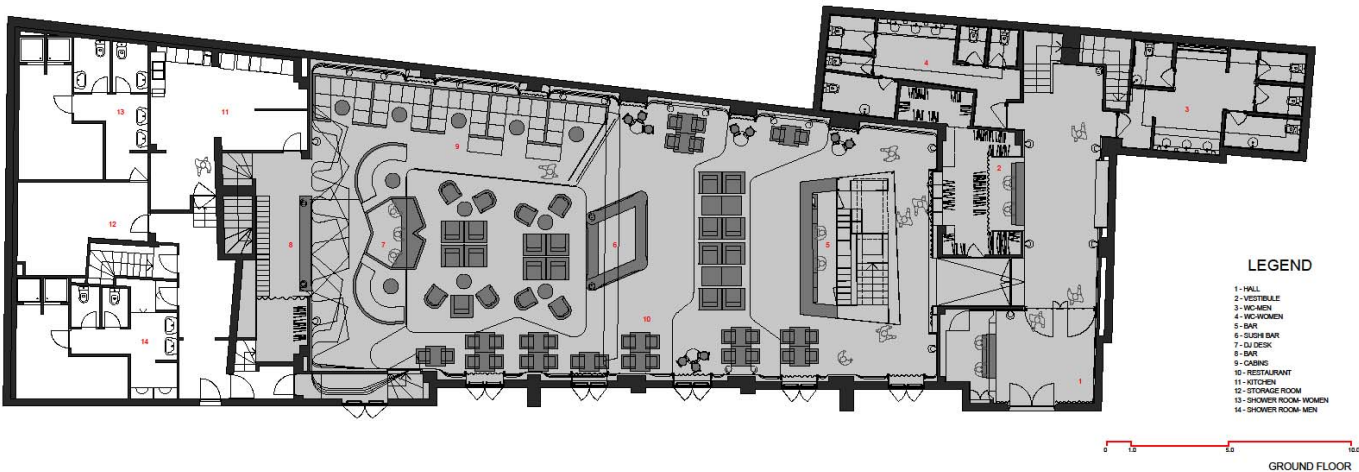 4
3
11
13
9
2
12
8
7
6
5
10
14
1
LEGEND
1 - HALL
2 - VESTIBULE
3 - WC-MEN
4 - WC-WOMEN
5 - BAR
6 - SUSHI BAR
7 - DJ DESK
8 - BAR
9 - CABINS
10 - RESTAURANT
11 - KITCHEN
12 - STORAGE ROOM
13 - SHOWER ROOM- WOMEN
14 - SHOWER ROOM- MEN
0 1.0 5.0 10.0
GROUND FLOOR